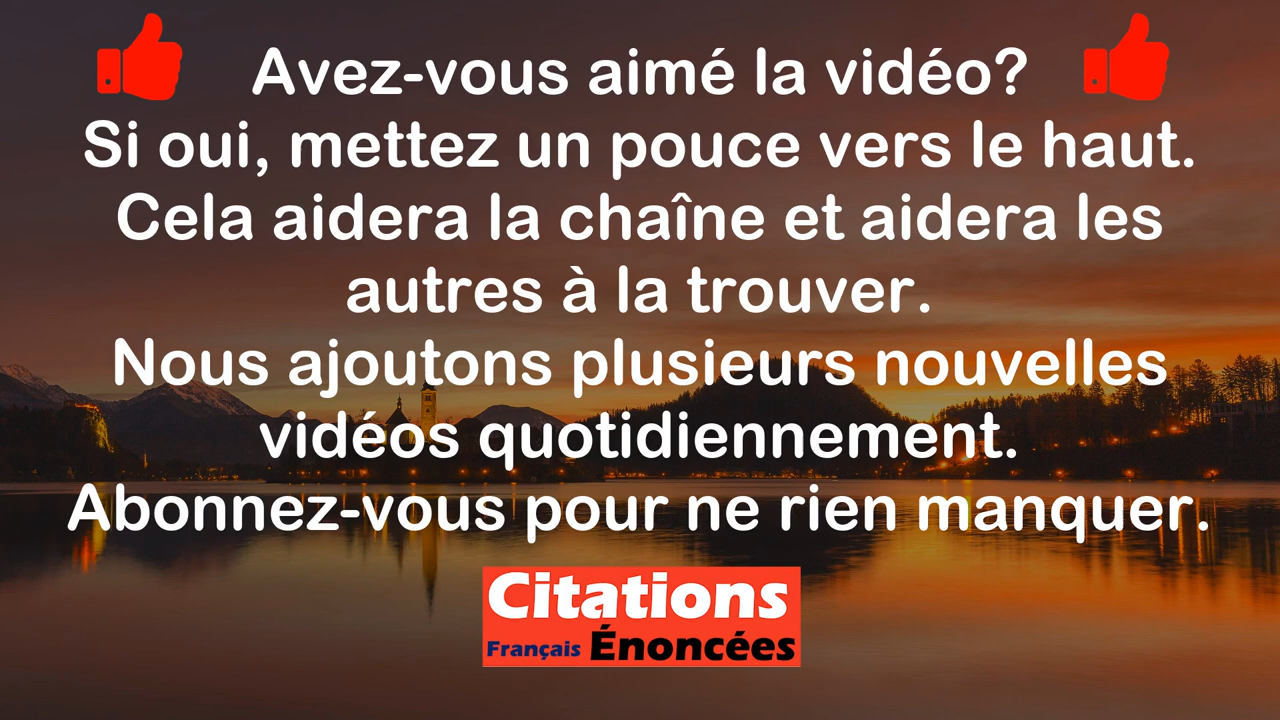 Avez-vous aimé la vidéo?
Si oui, mettez un pouce vers le haut.
Cela aidera la chaîne et aidera les
autres à la trouver.
Nous ajoutons plusieurs nouvelles
vidéos quotidiennement.
Abonnez-vous pour ne rien manquer.
Citations
Français Énoncées